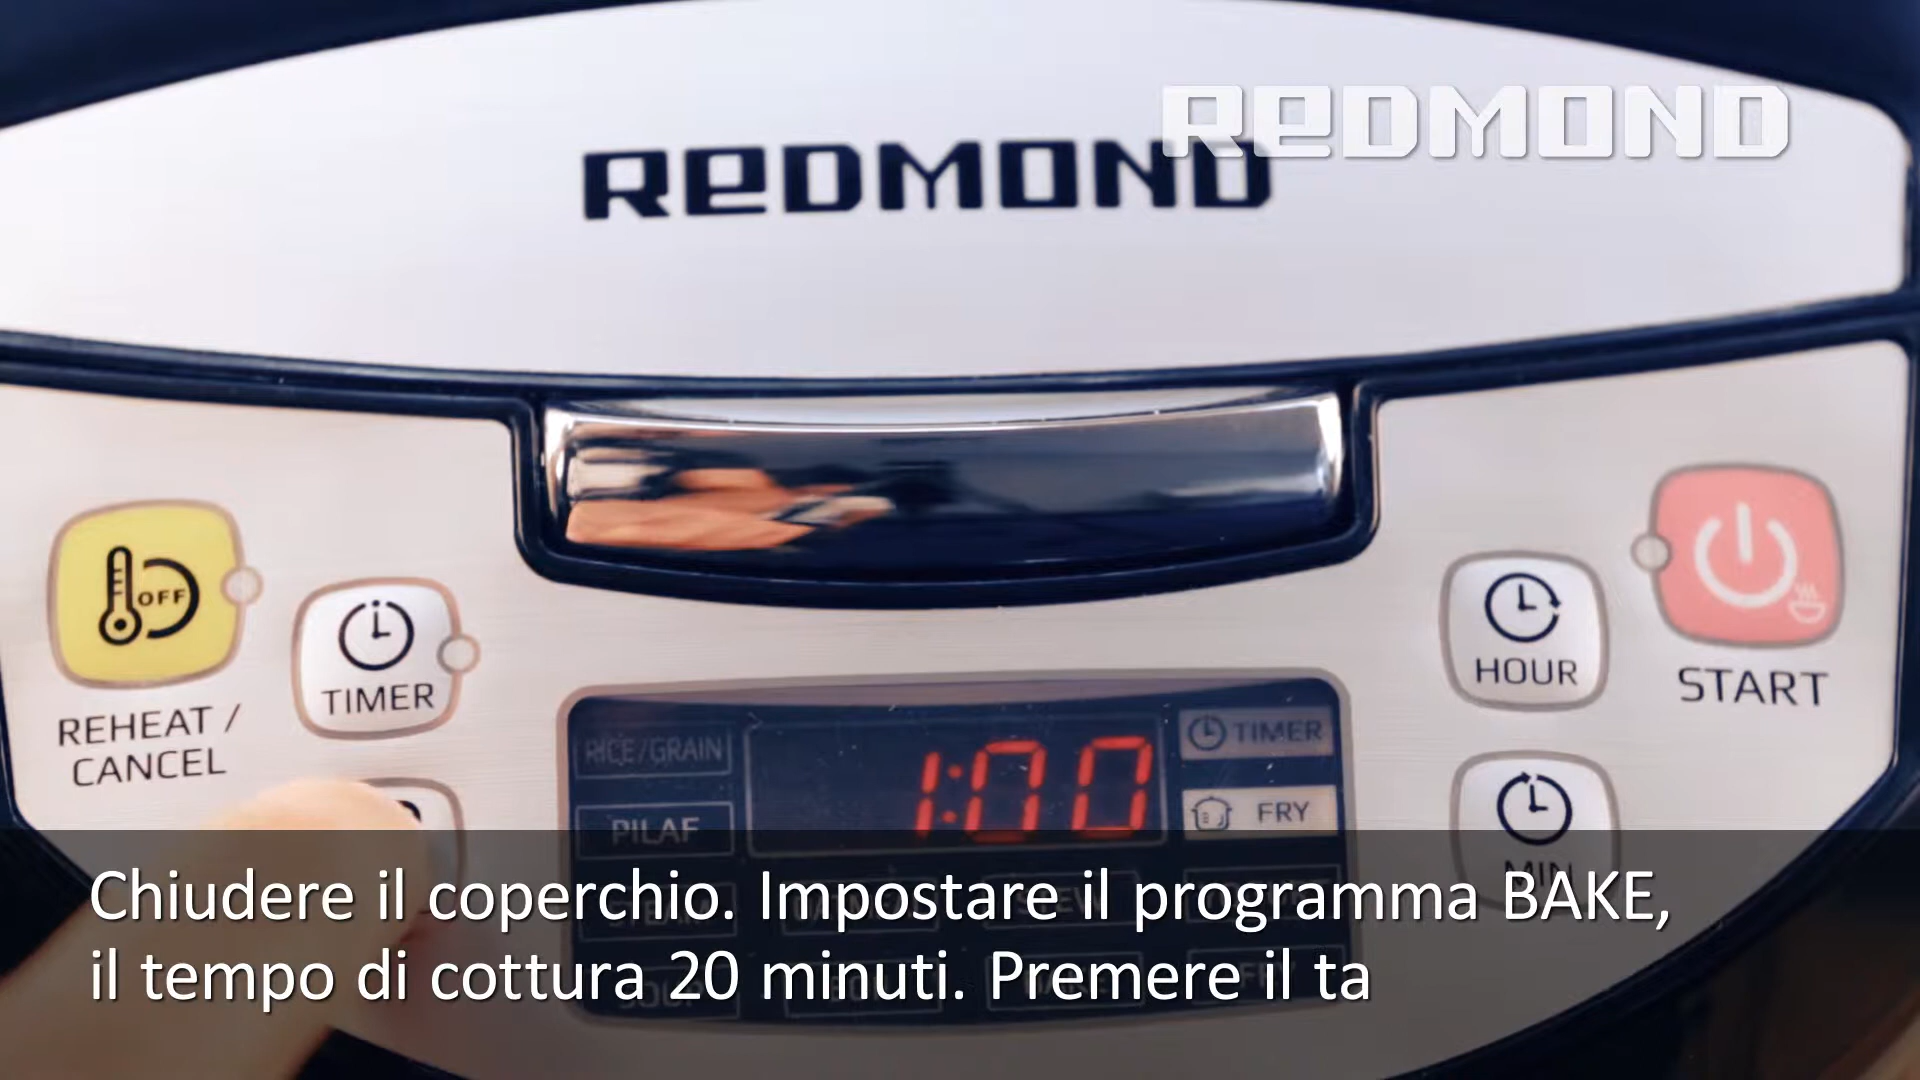 REDMOND
REDMOND
OFF
TIMER
REHEAT /
CANCEL
HOUR
START
MIN
RICE/GRAIN
PILAF
1:00
TIMER
FRY
Chiudere il coperchio. Impostare il programma BAKE,
il tempo di cottura 20 minuti. Premere il ta